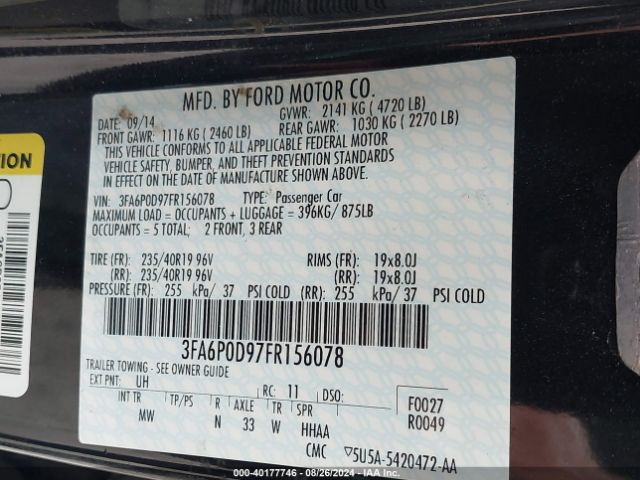 MFD. BY FORD MOTOR CO.
DATE: 09/14 GVWR: 2141 KG ( 4720 LB)
FRONT GAWR: 1116 KG ( 2460 LB) REAR GAWR: 1030 KG ( 2270 LB)
THIS VEHICLE CONFORMS TO ALL APPLICABLE FEDERAL MOTOR
VEHICLE SAFETY, BUMPER, AND THEFT PREVENTION STANDARDS
IN EFFECT ON THE DATE OF MANUFACTURE SHOWN ABOVE.
VIN: 3FA6P0D97FR156078 TYPE: Passenger Car
MAXIMUM LOAD = OCCUPANTS + LUGGAGE = 396KG/ 875LB
OCCUPANTS = 5 TOTAL; 2 FRONT, 3 REAR
TIRE (FR): 235/40R19 96V RIMS (FR): 19x8.0J
(RR): 235/40R19 96V (RR): 19x8.0J
PRESSURE (FR): 255 kPa/ 37 PSI COLD (RR): 255 kPa/ 37 PSI COLD
3FA6P0D97FR156078
TRAILER TOWING - SEE OWNER GUIDE
EXT PNT: UH RC: 11 DSO: F0027
INT TR TP/PS R AXLE TR SPR R0049
MW N 33 W HHAA
CMC ▽5U5A-5420472-AA
TION
00-40177746 - 08/26/2024 - IAAI.COM